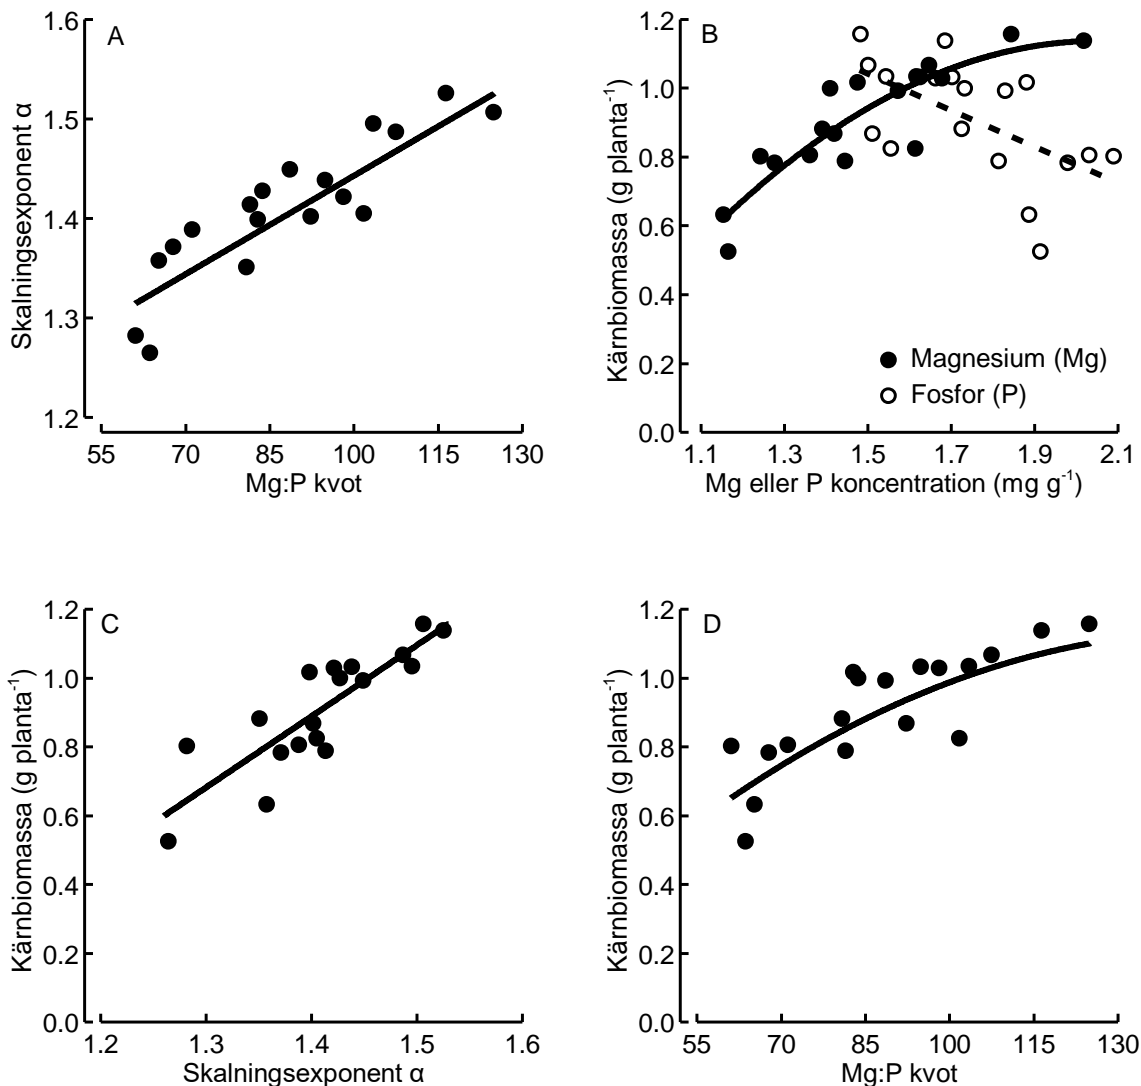 A
1.6
1.5
1.4
1.3
1.2
Skalningsexponent α
55 70 85 100 115 130
Mg:P kvot
B
1.2
1.0
0.8
0.6
0.4
0.2
0.0
Kärnbiomassa (g planta⁻¹)
Magnesium (Mg)
Fosfor (P)
1.1 1.3 1.5 1.7 1.9 2.1
Mg eller P koncentration (mg g⁻¹)
C
1.2
1.0
0.8
0.6
0.4
0.2
0.0
Kärnbiomassa (g planta⁻¹)
1.2 1.3 1.4 1.5 1.6
Skalningsexponent α
D
1.2
1.0
0.8
0.6
0.4
0.2
0.0
Kärnbiomassa (g planta⁻¹)
55 70 85 100 115 130
Mg:P kvot